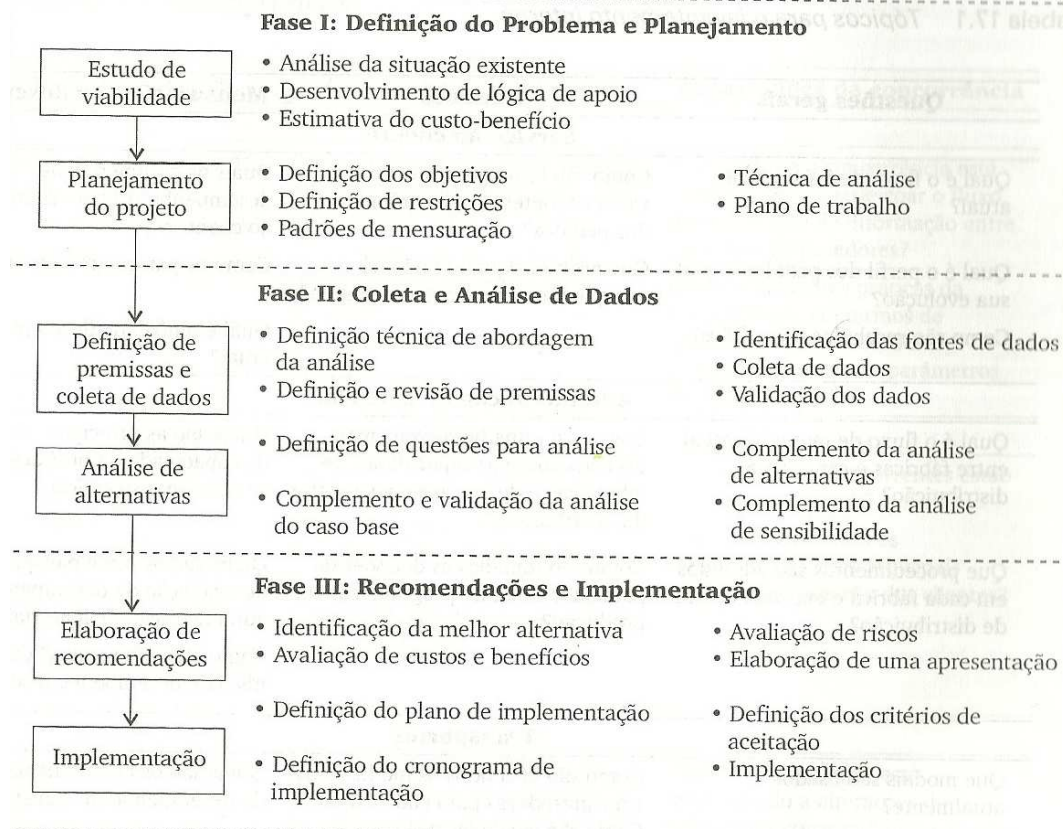 Tabela 17.1 Tópicos para
Fase I: Definição do Problema e Planejamento
Estudo de
viabilidade
• Análise da situação existente
• Desenvolvimento de lógica de apoio
• Estimativa do custo-benefício
Planejamento
do projeto
• Definição dos objetivos
• Definição de restrições
• Padrões de mensuração
• Técnica de análise
• Plano de trabalho
Fase II: Coleta e Análise de Dados
Definição de
premissas e
coleta de dados
• Definição técnica de abordagem
da análise
• Definição e revisão de premissas
• Identificação das fontes de dados
• Coleta de dados
• Validação dos dados
Análise de
alternativas
• Definição de questões para análise
• Complemento e validação da análise
do caso base
• Complemento da análise
de alternativas
• Complemento da análise
de sensibilidade
Fase III: Recomendações e Implementação
Elaboração de
recomendações
• Identificação da melhor alternativa
• Avaliação de custos e benefícios
• Avaliação de riscos
• Elaboração de uma apresentação
Implementação
• Definição do plano de implementação
• Definição do cronograma de
implementação
• Definição dos critérios de
aceitação
• Implementação